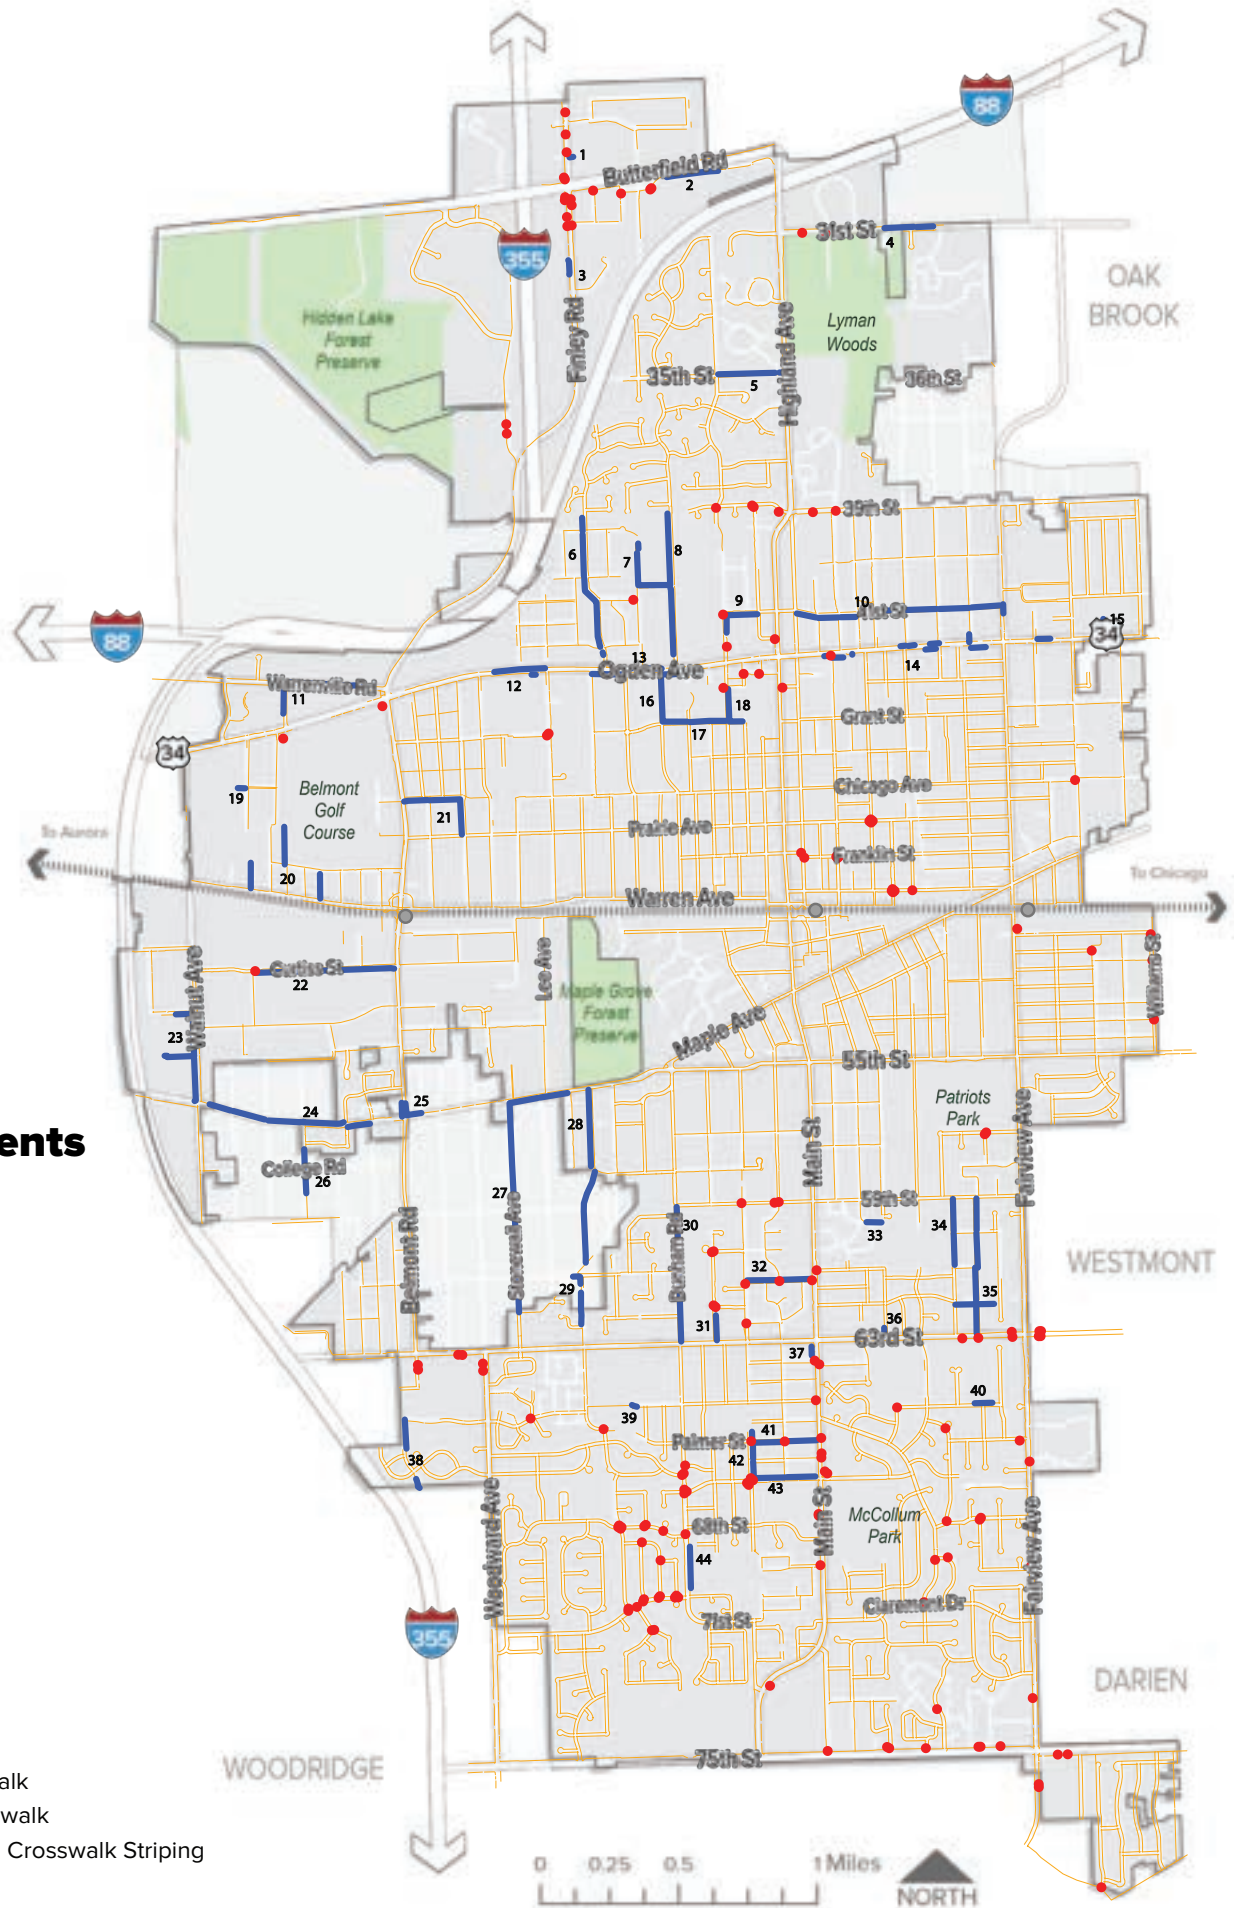 88
1
Butterfield Rd
2
31st St
4
355
3
OAK
BROOK
Hidden Lake
Forest
Preserve
Finley Rd
Highland Ave
Lyman
Woods
35th St
5
36th St
39th St
6
7
8
9
10
41st St
15
34
88
13
Ogden Ave
14
12
Warrenville Rd
11
16
18
17
Grant St
34
19
Belmont
Golf
Course
21
Chicago Ave
Prairie Ave
To Aurora
Franklin St
20
Warren Ave
To Chicago
Curtiss St
22
Walnut Ave
Lee Ave
Maple Grove
Forest
Preserve
Williams St
23
Maple Ave
55th St
24
25
28
Patriots
Park
Fairview Ave
ents
College Rd
26
27
Main St
59th St
30
33
34
Belmont Rd
Stonewall Ave
Dunham Rd
WESTMONT
32
29
31
35
36
63rd St
37
39
40
38
Palmer St
41
42
43
Woodward Ave
Main St
McCollum
Park
Fairview Ave
68th St
44
Claremont Dr
71st St
355
DARIEN
WOODRIDGE
75th St
alk
walk
Crosswalk Striping
0 0.25 0.5 1 Miles
NORTH